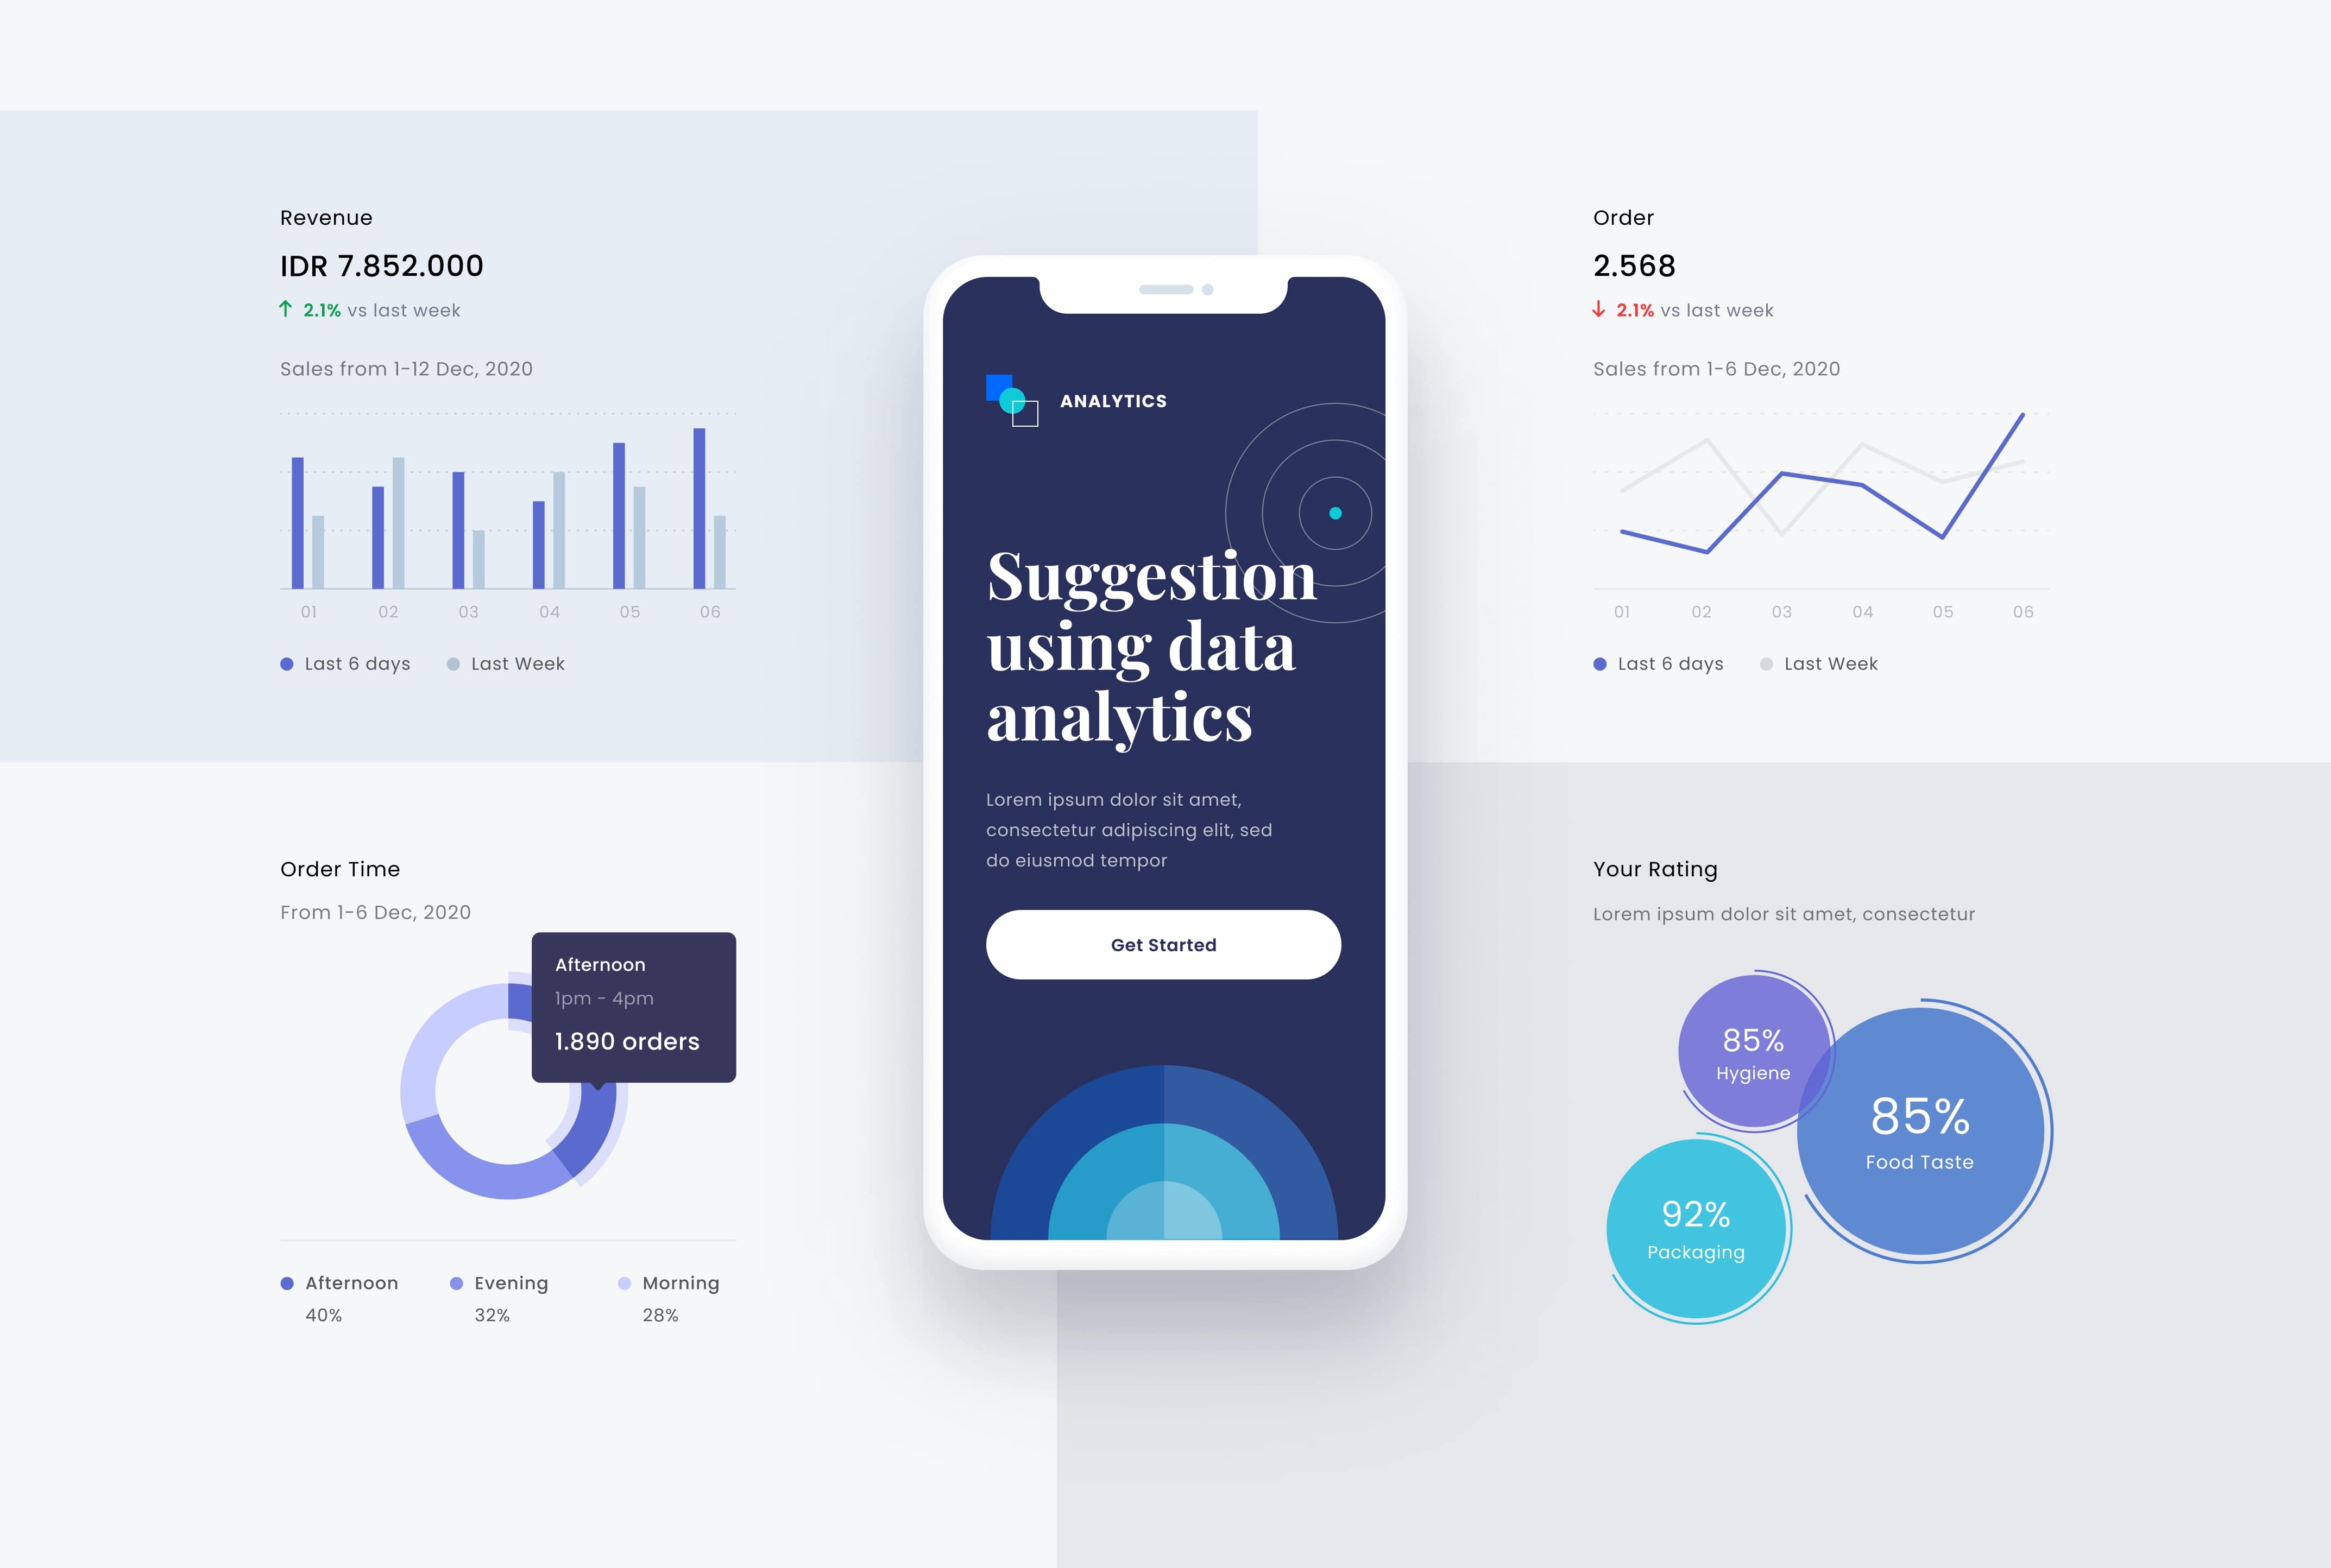 Revenue
IDR 7.852.000
2.1% vs last week
Sales from 1-12 Dec, 2020
01 02 03 04 05 06
Last 6 days Last Week
Order
2.568
2.1% vs last week
Sales from 1-6 Dec, 2020
01 02 03 04 05 06
Last 6 days Last Week
ANALYTICS
Suggestion
using data
analytics
Lorem ipsum dolor sit amet,
consectetur adipiscing elit, sed
do eiusmod tempor
Get Started
Order Time
From 1-6 Dec, 2020
Afternoon
1pm - 4pm
1.890 orders
Afternoon Evening Morning
40% 32% 28%
Your Rating
Lorem ipsum dolor sit amet, consectetur
85%
Hygiene
85%
Food Taste
92%
Packaging